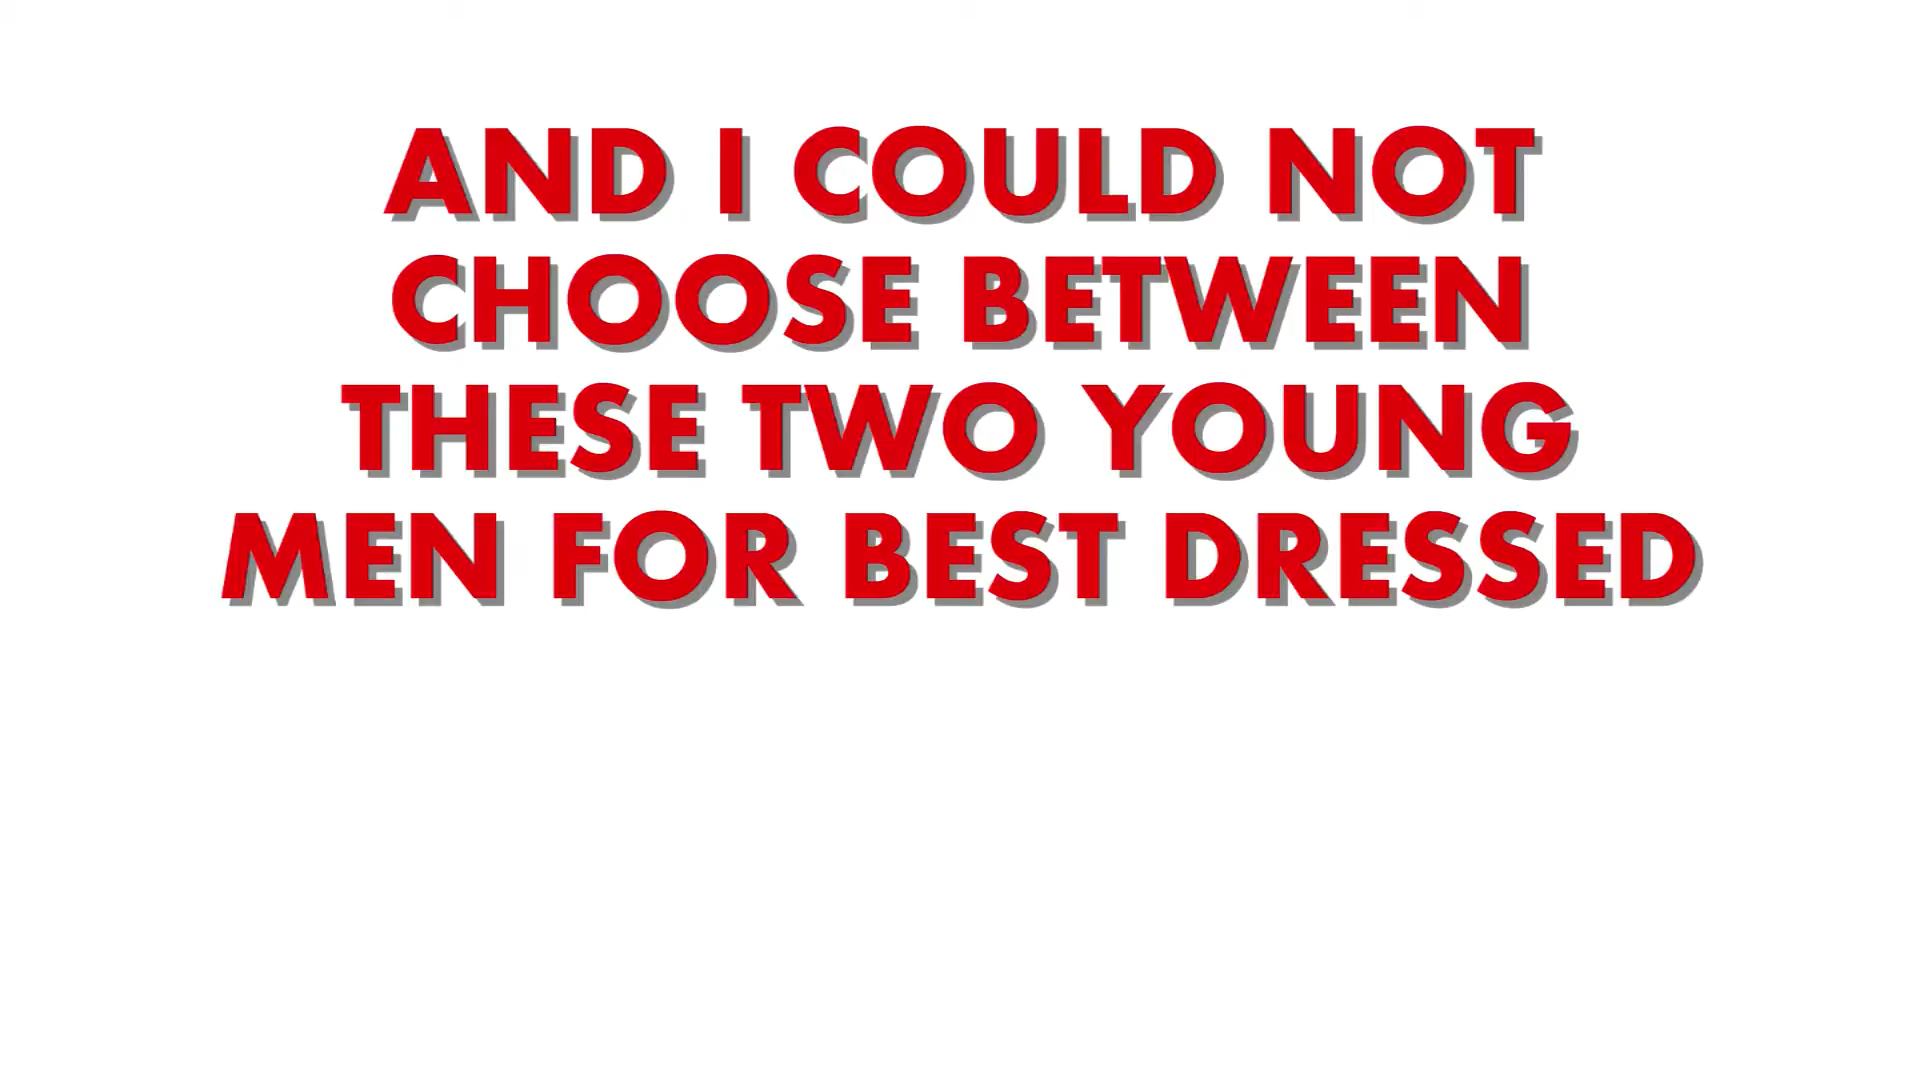 AND I COULD NOT
CHOOSE BETWEEN
THESE TWO YOUNG
MEN FOR BEST DRESSED